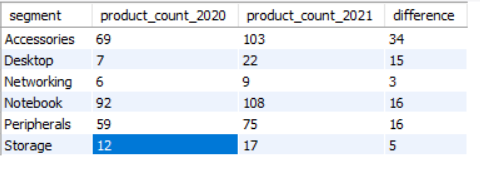 segment product_count_2020 product_count_2021 difference
Accessories 69 103 34
Desktop 7 22 15
Networking 6 9 3
Notebook 92 108 16
Peripherals 59 75 16
Storage 12 17 5